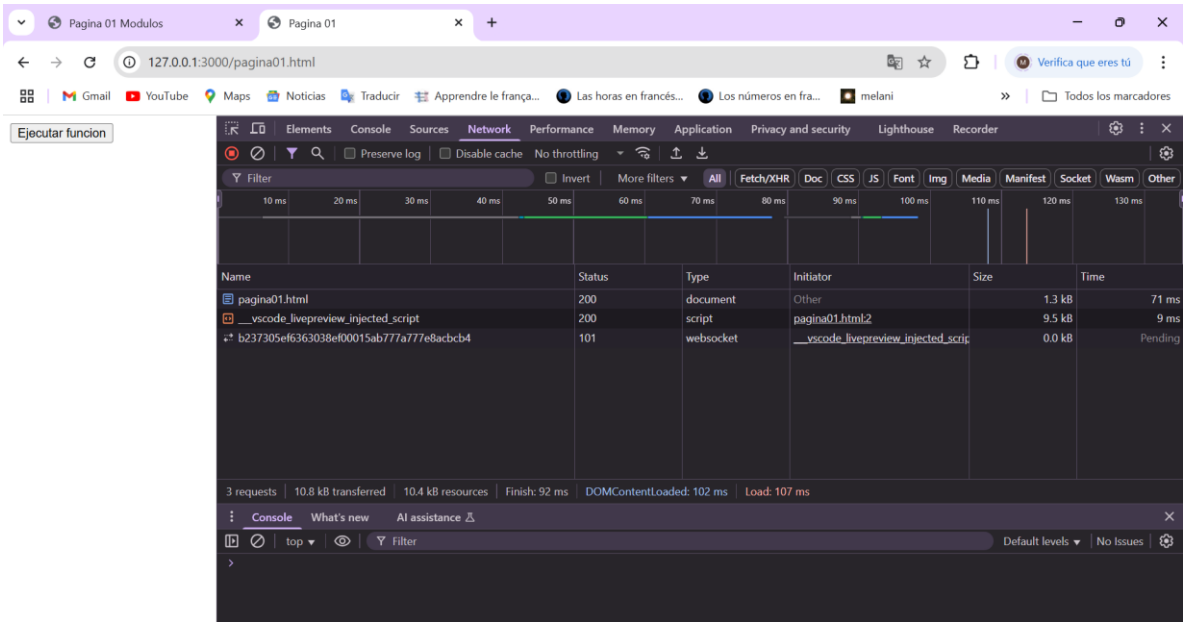 Pagina 01 Modulos
Pagina 01
127.0.0.1:3000/pagina01.html
Verifica que eres tú
Gmail YouTube Maps Noticias Traducir Apprendre le frança... Las horas en francés... Los números en fra... melani » Todos los marcadores
Ejecutar funcion
Elements Console Sources Network Performance Memory Application Privacy and security Lighthouse Recorder
Preserve log Disable cache No throttling
Filter Invert More filters All Fetch/XHR Doc CSS JS Font Img Media Manifest Socket Wasm Other
10 ms 20 ms 30 ms 40 ms 50 ms 60 ms 70 ms 80 ms 90 ms 100 ms 110 ms 120 ms 130 ms
Name Status Type Initiator Size Time
pagina01.html 200 document Other 1.3 kB 71 ms
___vscode_livepreview_injected_script 200 script pagina01.html:2 9.5 kB 9 ms
b237305ef6363038ef00015ab777a777e8acbcb4 101 websocket ___vscode_livepreview_injected_scrip 0.0 kB Pending
3 requests 10.8 kB transferred 10.4 kB resources Finish: 92 ms DOMContentLoaded: 102 ms Load: 107 ms
Console What's new AI assistance
top Filter Default levels No Issues